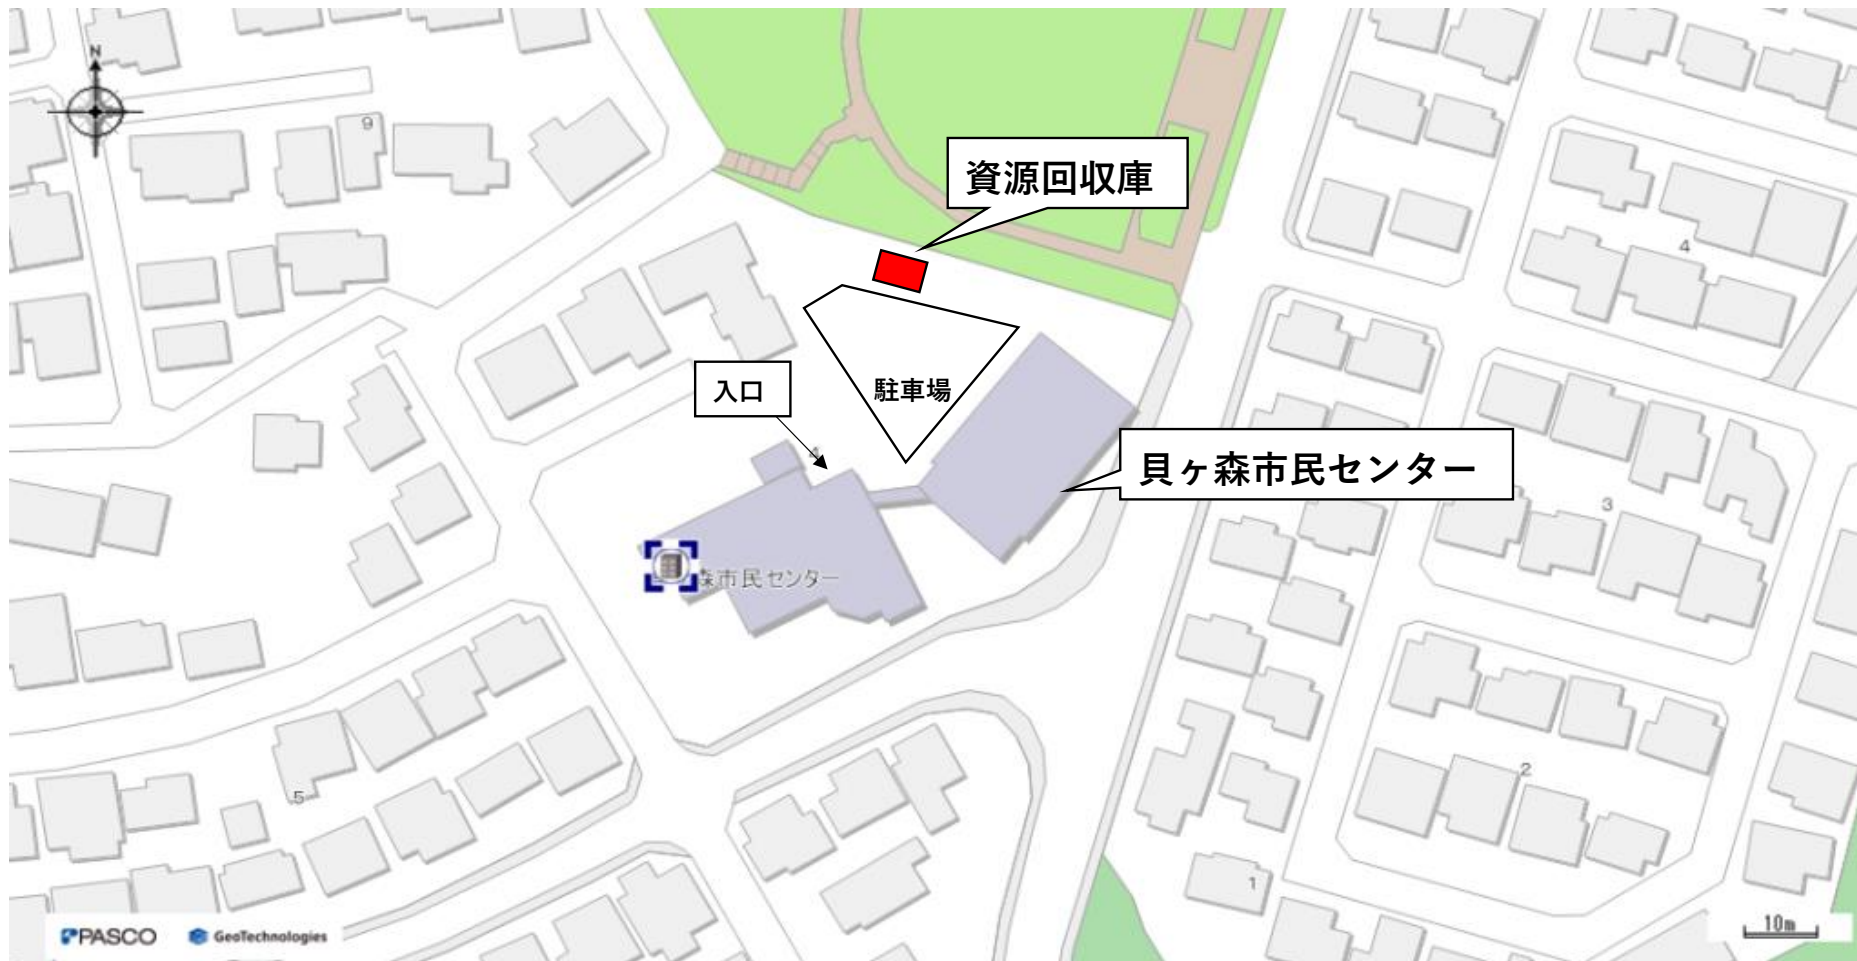 N
9
資源回収庫
4
入口
駐車場
貝ヶ森市民センター
3
森市民センター
2
5
1
PASCO
GeoTechnologies
10m